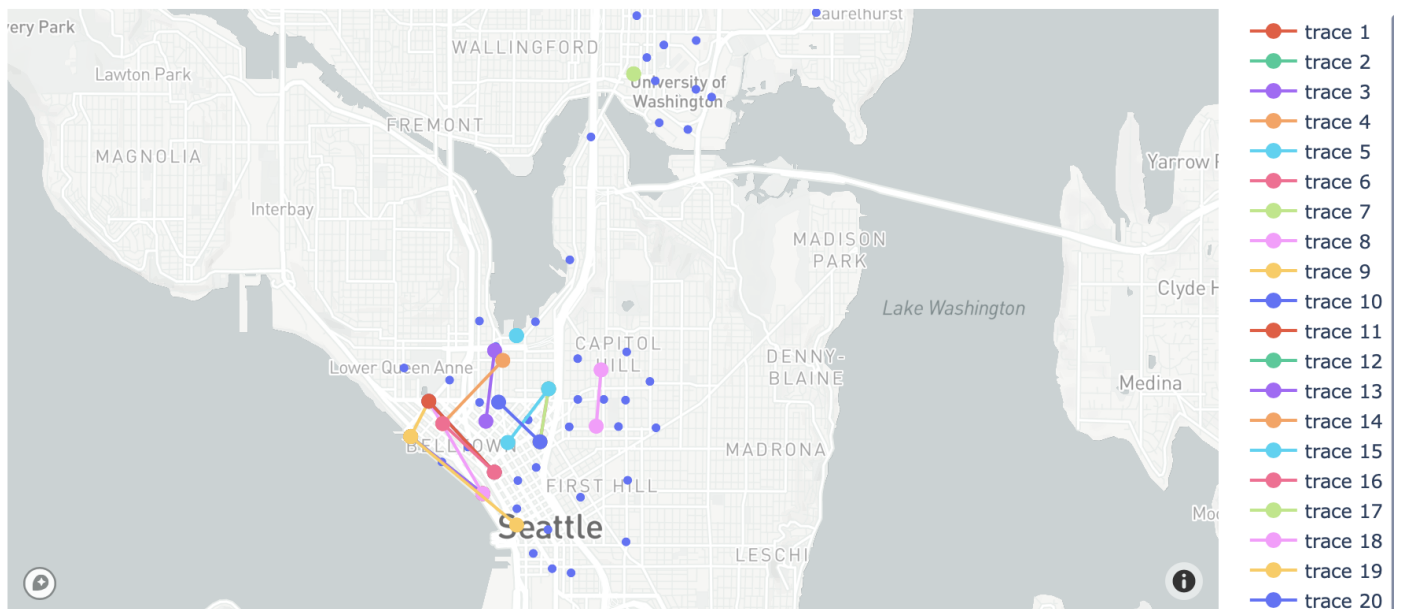 very Park
Laurelhurst
WALLINGFORD
Lawton Park
University of
Washington
FREMONT
MAGNOLIA
Yarrow P
Interbay
MADISON
PARK
Clyde H
Lake Washington
CAPITOL
HILL
Lower Queen Anne
DENNY-
BLAINE
Medina
BELLTOWN
MADRONA
FIRST HILL
Seattle
LESCHI
trace 1
trace 2
trace 3
trace 4
trace 5
trace 6
trace 7
trace 8
trace 9
trace 10
trace 11
trace 12
trace 13
trace 14
trace 15
trace 16
trace 17
trace 18
trace 19
trace 20